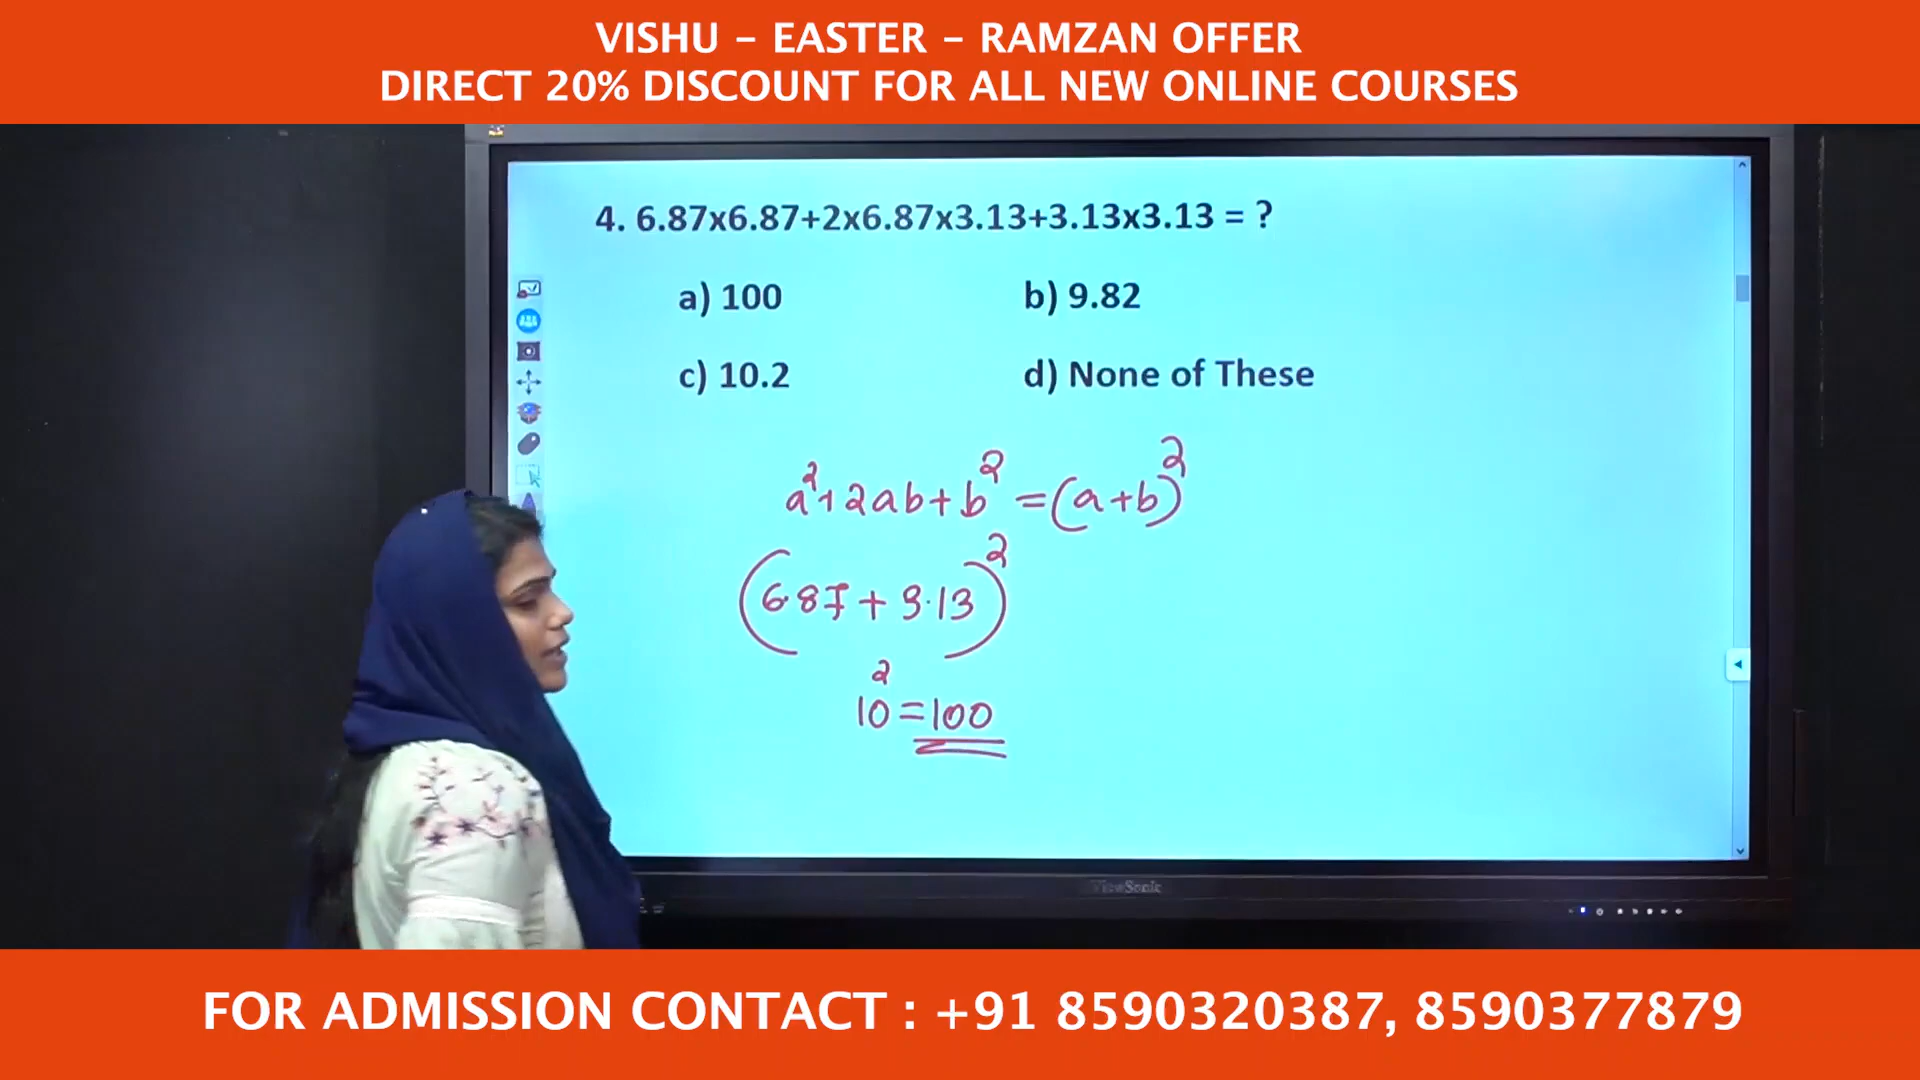 VISHU – EASTER – RAMZAN OFFER
DIRECT 20% DISCOUNT FOR ALL NEW ONLINE COURSES
4. 6.87x6.87+2x6.87x3.13+3.13x3.13 = ?
a) 100
b) 9.82
c) 10.2
d) None of These
a²+2ab+b² = (a+b)²
(6.87 + 3.13)²
10² = 100
ViewSonic
FOR ADMISSION CONTACT : +91 8590320387, 8590377879